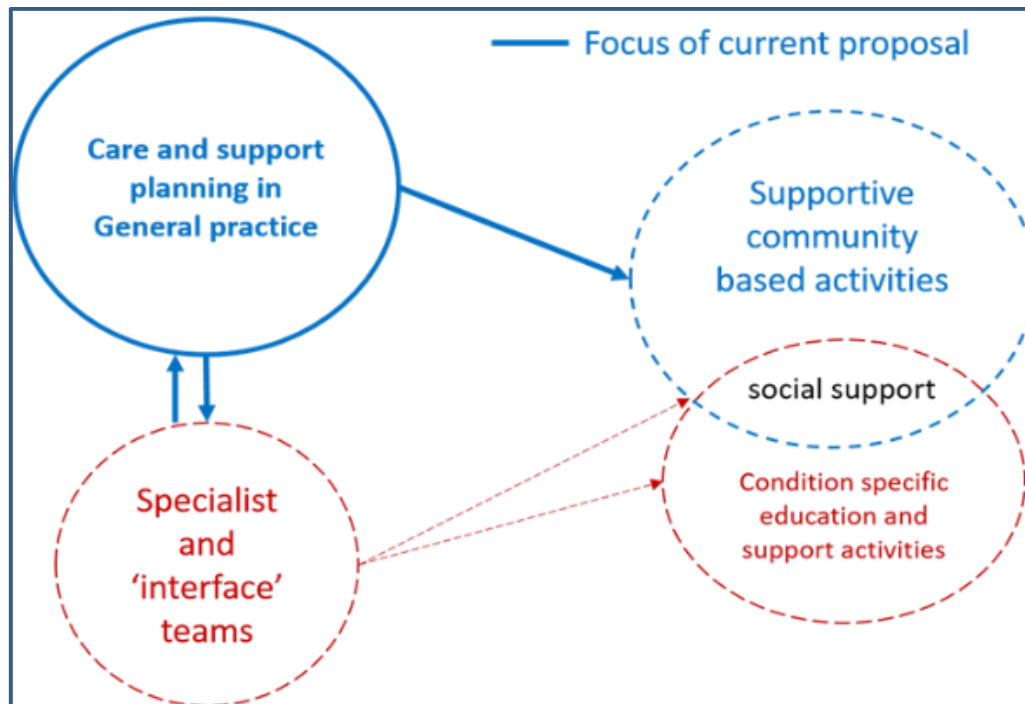 Focus of current proposal
Care and support
planning in
General practice
Supportive
community
based activities
social support
Condition specific
education and
support activities
Specialist
and
‘interface’
teams